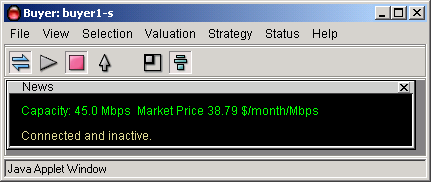 Buyer: buyer1-s
File View Selection Valuation Strategy Status Help
News
Capacity: 45.0 Mbps Market Price 38.79 $/month/Mbps
Connected and inactive.
Java Applet Window